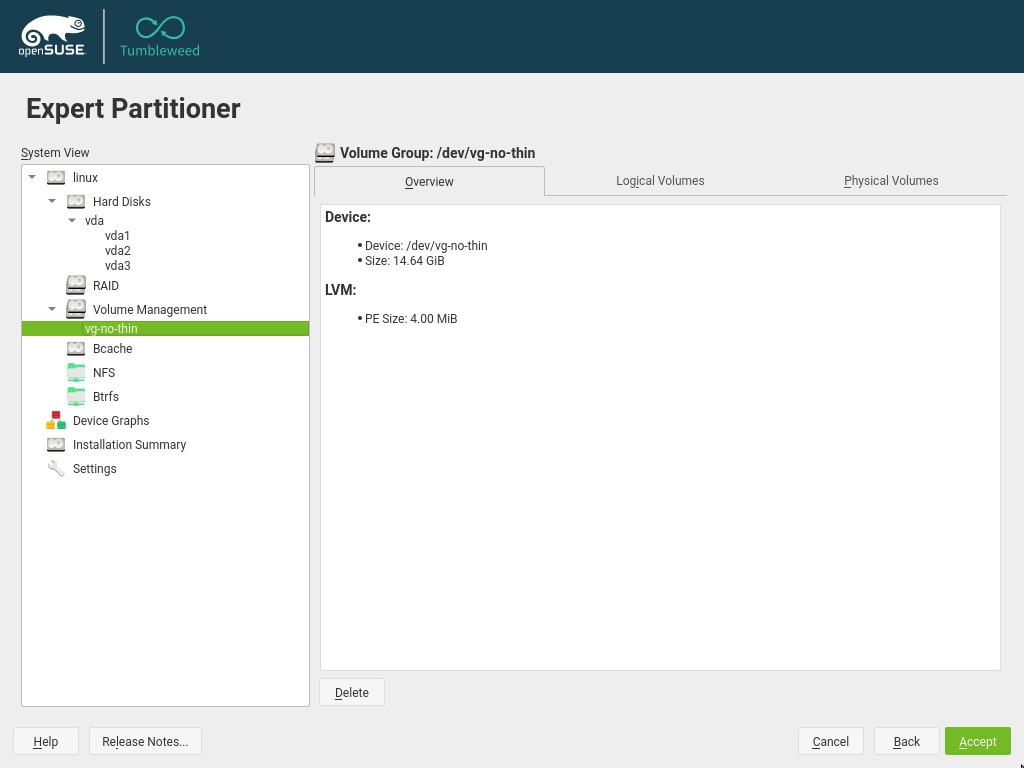 openSUSE
Tumbleweed
Expert Partitioner
System View
linux
Hard Disks
vda
vda1
vda2
vda3
RAID
Volume Management
vg-no-thin
Bcache
NFS
Btrfs
Device Graphs
Installation Summary
Settings
Volume Group: /dev/vg-no-thin
Overview
Logical Volumes
Physical Volumes
Device:
• Device: /dev/vg-no-thin
• Size: 14.64 GiB
LVM:
• PE Size: 4.00 MiB
Delete
Help
Release Notes...
Cancel
Back
Accept